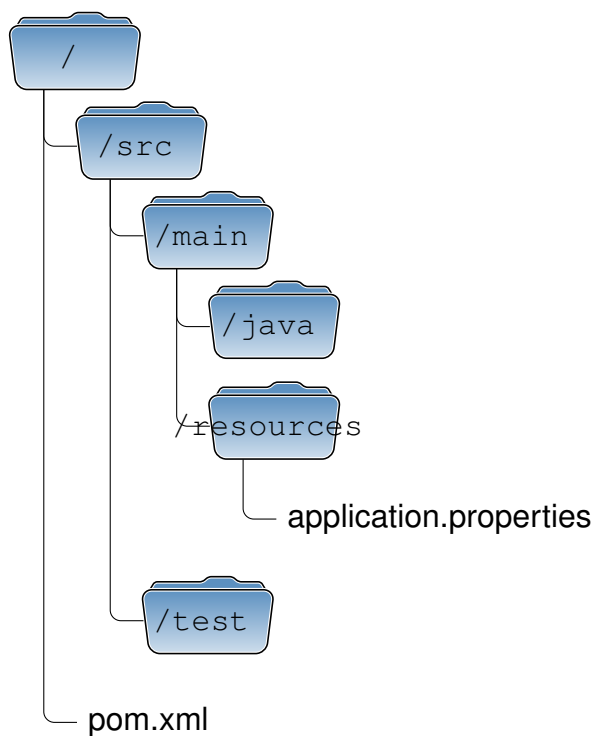 /
/src
/main
/java
/resources
application.properties
/test
pom.xml